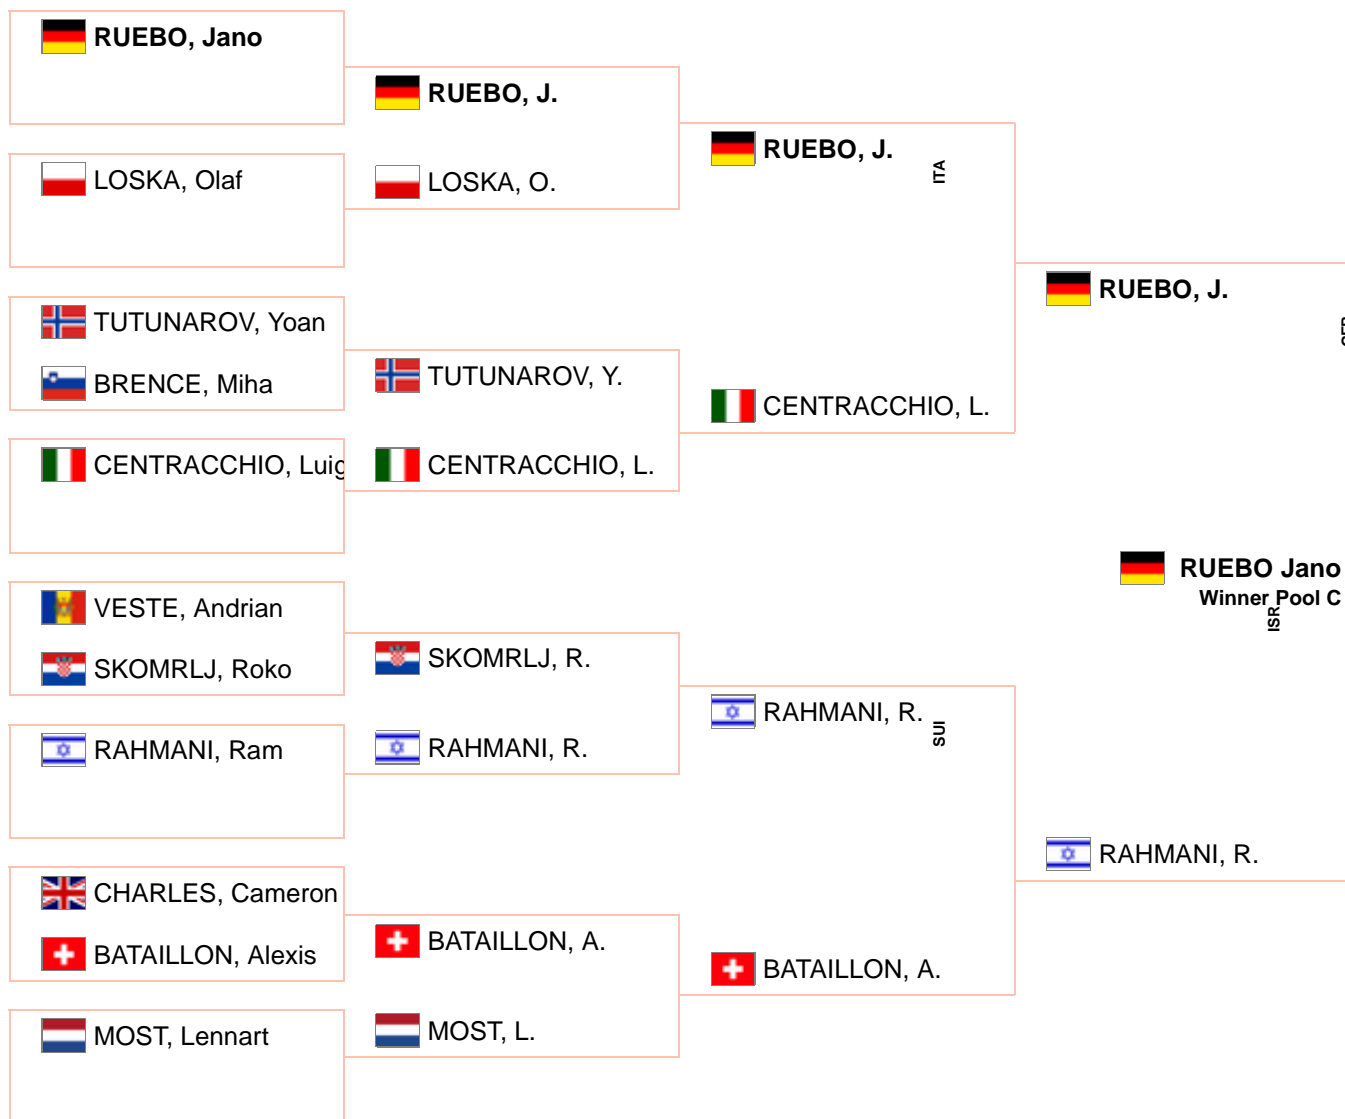 RUEBO, Jano
LOSKA, Olaf
TUTUNAROV, Yoan
BRENCE, Miha
CENTRACCHIO, Luig
VESTE, Andrian
SKOMRLJ, Roko
RAHMANI, Ram
CHARLES, Cameron
BATAILLON, Alexis
MOST, Lennart
RUEBO, J.
LOSKA, O.
TUTUNAROV, Y.
CENTRACCHIO, L.
SKOMRLJ, R.
RAHMANI, R.
BATAILLON, A.
MOST, L.
RUEBO, J.
ITA
CENTRACCHIO, L.
RAHMANI, R.
SUI
BATAILLON, A.
RUEBO, J.
RUEBO Jano
Winner Pool C
ISR
RAHMANI, R.